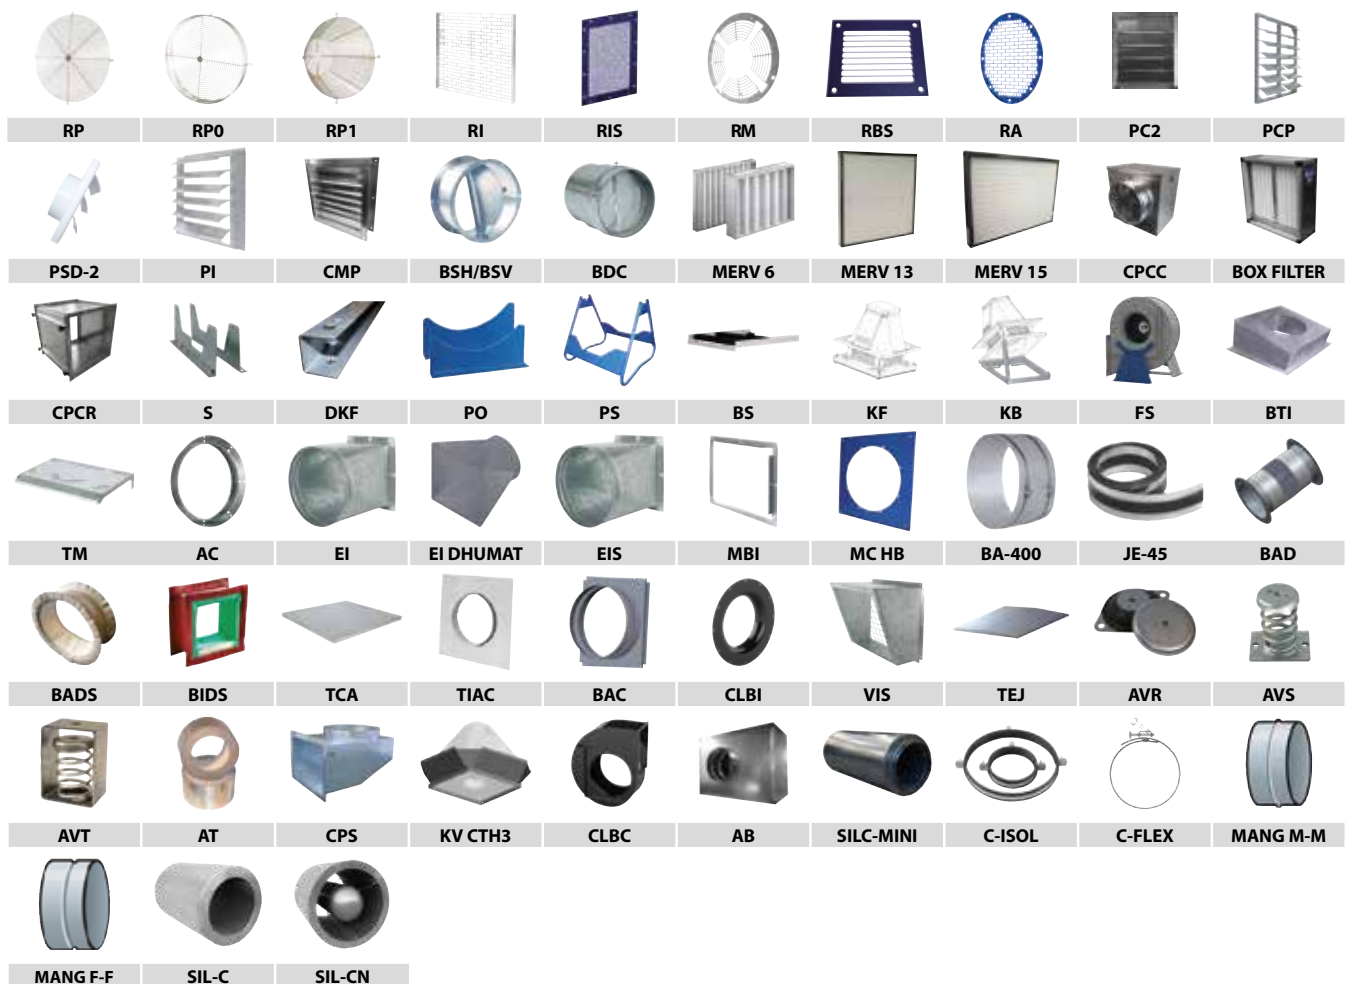 RP RP0 RP1 RI RIS RM RBS RA PC2 PCP
PSD-2 PI CMP BSH/BSV BDC MERV 6 MERV 13 MERV 15 CPCC BOX FILTER
CPCR S DKF PO PS BS KF KB FS BTI
TM AC EI EI DHUMAT EIS MBI MC HB BA-400 JE-45 BAD
BADS BIDS TCA TIAC BAC CLBI VIS TEJ AVR AVS
AVT AT CPS KV CTH3 CLBC AB SILC-MINI C-ISOL C-FLEX MANG M-M
MANG F-F SIL-C SIL-CN